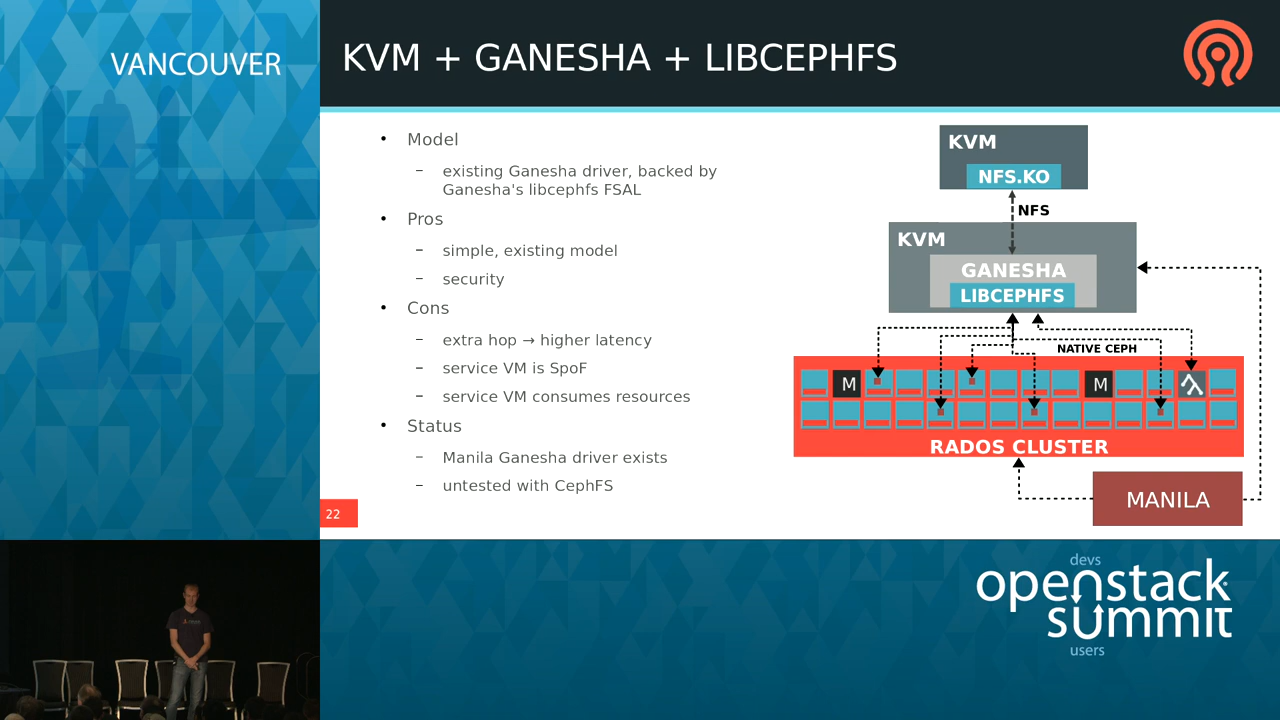 VANCOUVER
KVM + GANESHA + LIBCEPHFS
• Model
– existing Ganesha driver, backed by
Ganesha's libcephfs FSAL
• Pros
– simple, existing model
– security
• Cons
– extra hop → higher latency
– service VM is SpoF
– service VM consumes resources
• Status
– Manila Ganesha driver exists
– untested with CephFS
22
KVM
NFS.KO
NFS
KVM
GANESHA
LIBCEPHFS
NATIVE CEPH
M
M
RADOS CLUSTER
MANILA
devs
openstack
summit
users